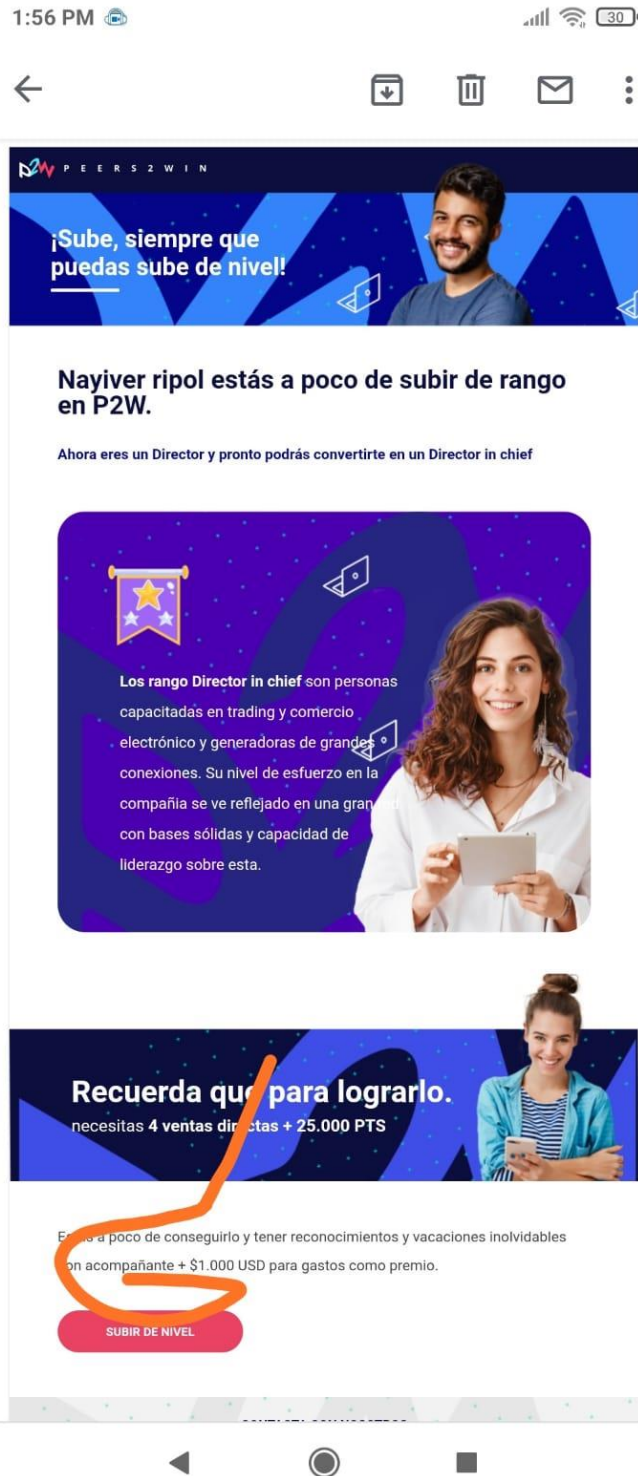 1:56 PM
30
P2W PEERS2WIN
¡Sube, siempre que
puedas sube de nivel!
Nayiver ripol estás a poco de subir de rango
en P2W.
Ahora eres un Director y pronto podrás convertirte en un Director in chief
Los rango Director in chief son personas
capacitadas en trading y comercio
electrónico y generadoras de grandes
conexiones. Su nivel de esfuerzo en la
compañia se ve reflejado en una gran red
con bases sólidas y capacidad de
liderazgo sobre esta.
Recuerda que para lograrlo.
necesitas 4 ventas directas + 25.000 PTS
Estás a poco de conseguirlo y tener reconocimientos y vacaciones inolvidables
con acompañante + $1.000 USD para gastos como premio.
SUBIR DE NIVEL